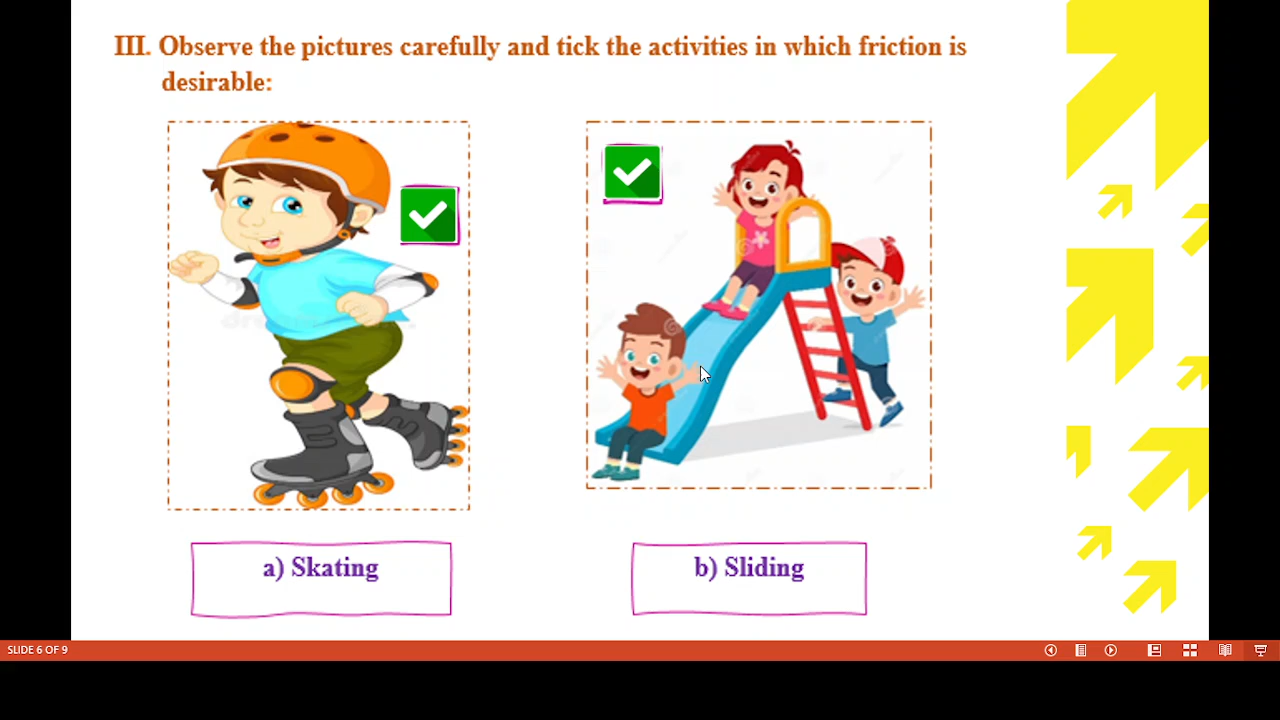 III. Observe the pictures carefully and tick the activities in which friction is
desirable:
a) Skating
b) Sliding
SLIDE 6 OF 9